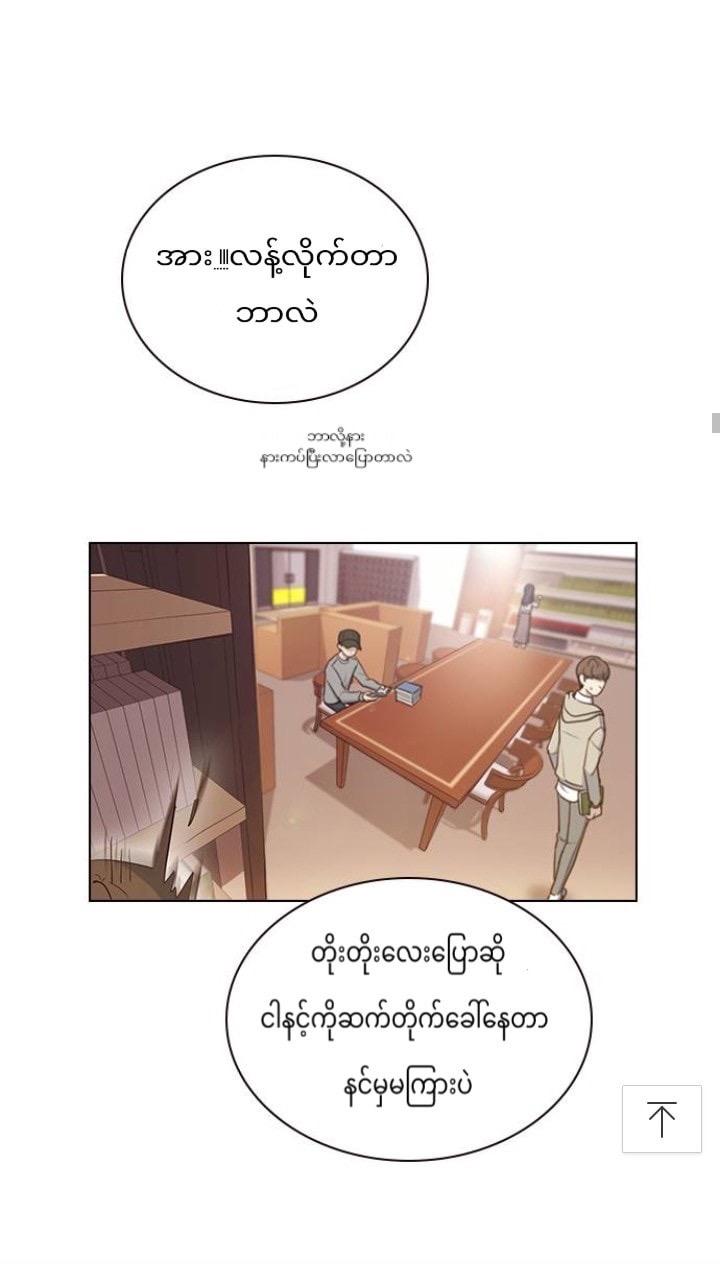 အား!!!လန့်လိုက်တာ
ဘာလဲ
ဘာလို့နား
နားကပ်ပြီးလာပြောတာလဲ
တိုးတိုးလေးပြောဆို
ငါနင့်ကိုဆက်တိုက်ခေါ်နေတာ
နင်မှမကြားပဲ